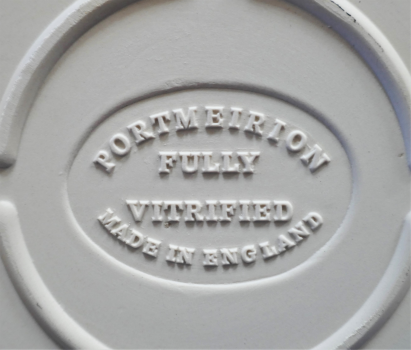 PORTMEIRION
FULLY
VITRIFIED
MADE IN ENGLAND